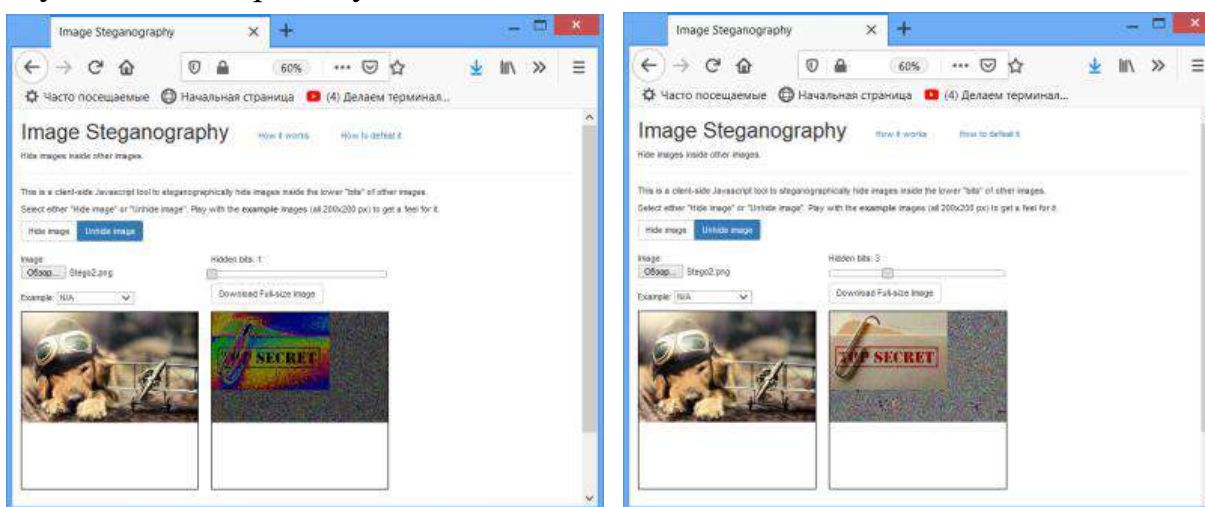 Image Steganography
60%
Часто посещаемые Начальная страница (4) Делаем терминал...
Image Steganography How it works How to defeat it
Hide images inside other images.
This is a client-side Javascript tool to steganographically hide images inside the lower "bits" of other images.
Select either "Hide image" or "Unhide image". Play with the example images (all 200x200 px) to get a feel for it.
Hide image Unhide image
Image: Hidden bits: 1
Обзор... Stego2.png
Example: N/A Download Full-size Image
TOP SECRET
Image Steganography
60%
Часто посещаемые Начальная страница (4) Делаем терминал...
Image Steganography How it works How to defeat it
Hide images inside other images.
This is a client-side Javascript tool to steganographically hide images inside the lower "bits" of other images.
Select either "Hide image" or "Unhide image". Play with the example images (all 200x200 px) to get a feel for it.
Hide image Unhide image
Image: Hidden bits: 3
Обзор... Stego2.png
Example: N/A Download Full-size Image
TOP SECRET